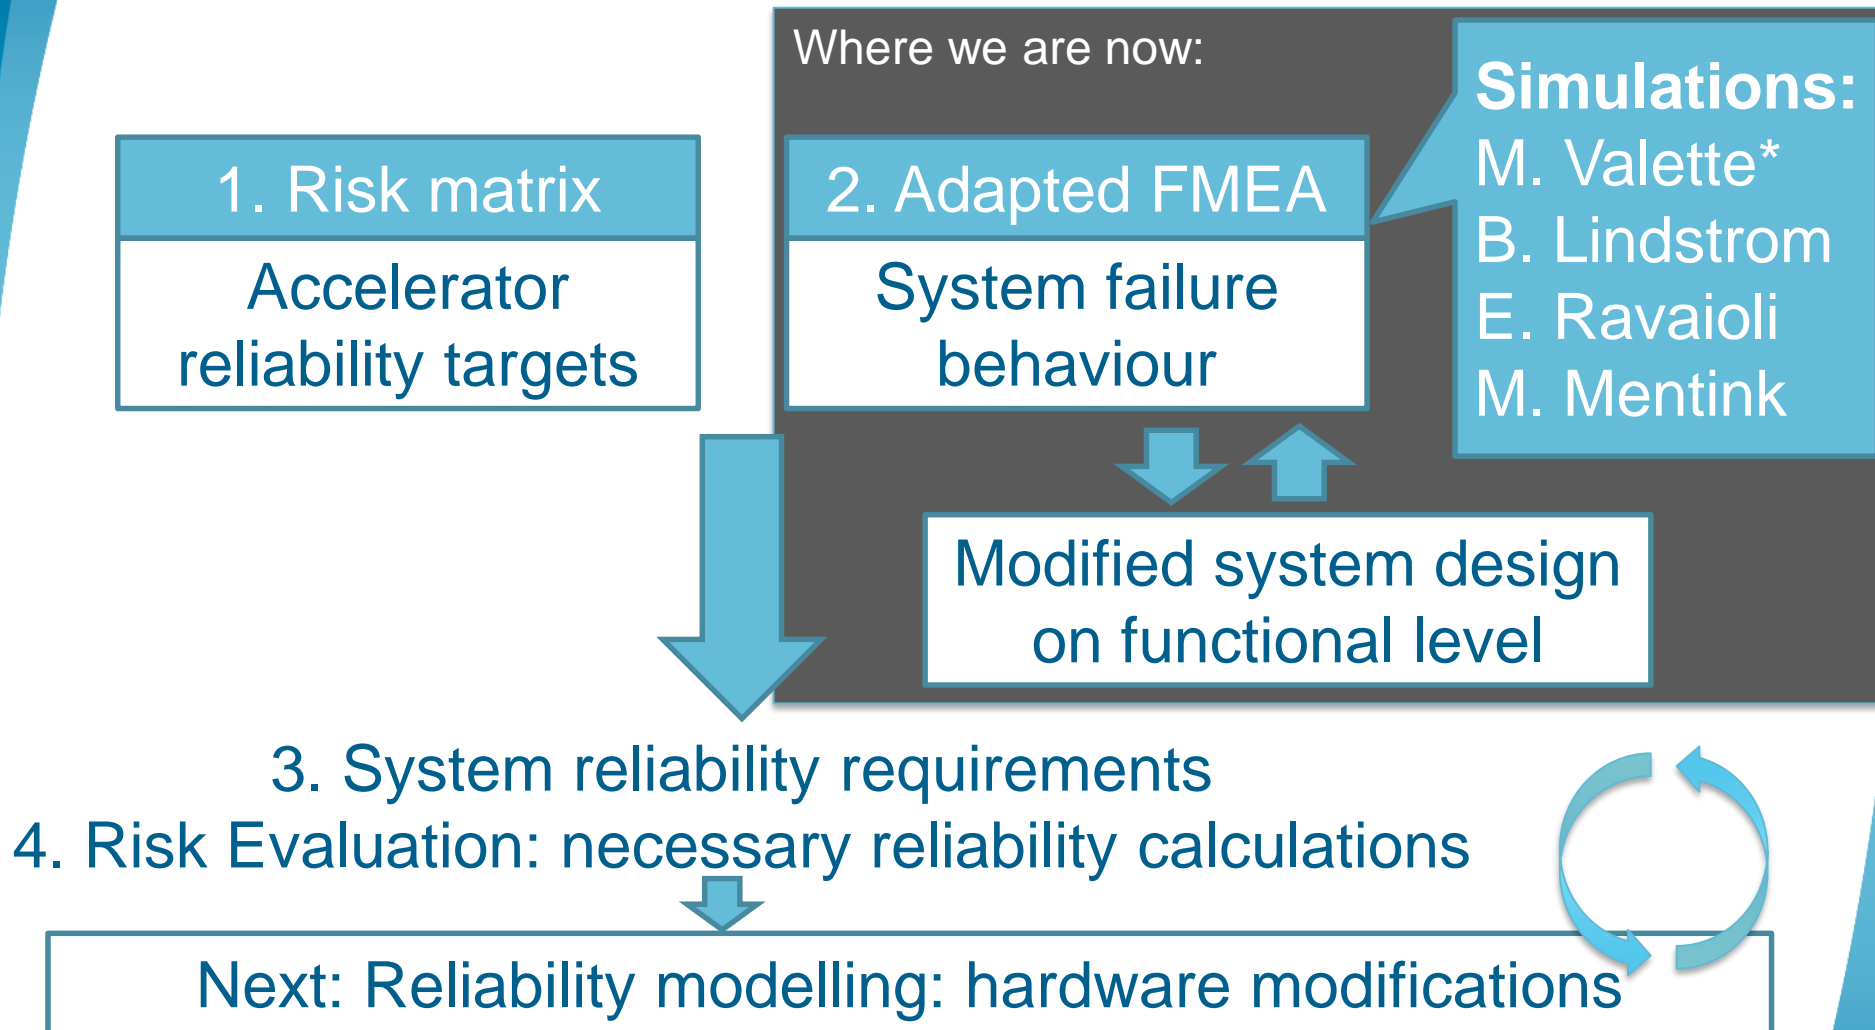 Where we are now:
Simulations:
M. Valette*
B. Lindstrom
E. Ravaioli
M. Mentink
1. Risk matrix
Accelerator
reliability targets
2. Adapted FMEA
System failure
behaviour
Modified system design
on functional level
3. System reliability requirements
4. Risk Evaluation: necessary reliability calculations
Next: Reliability modelling: hardware modifications